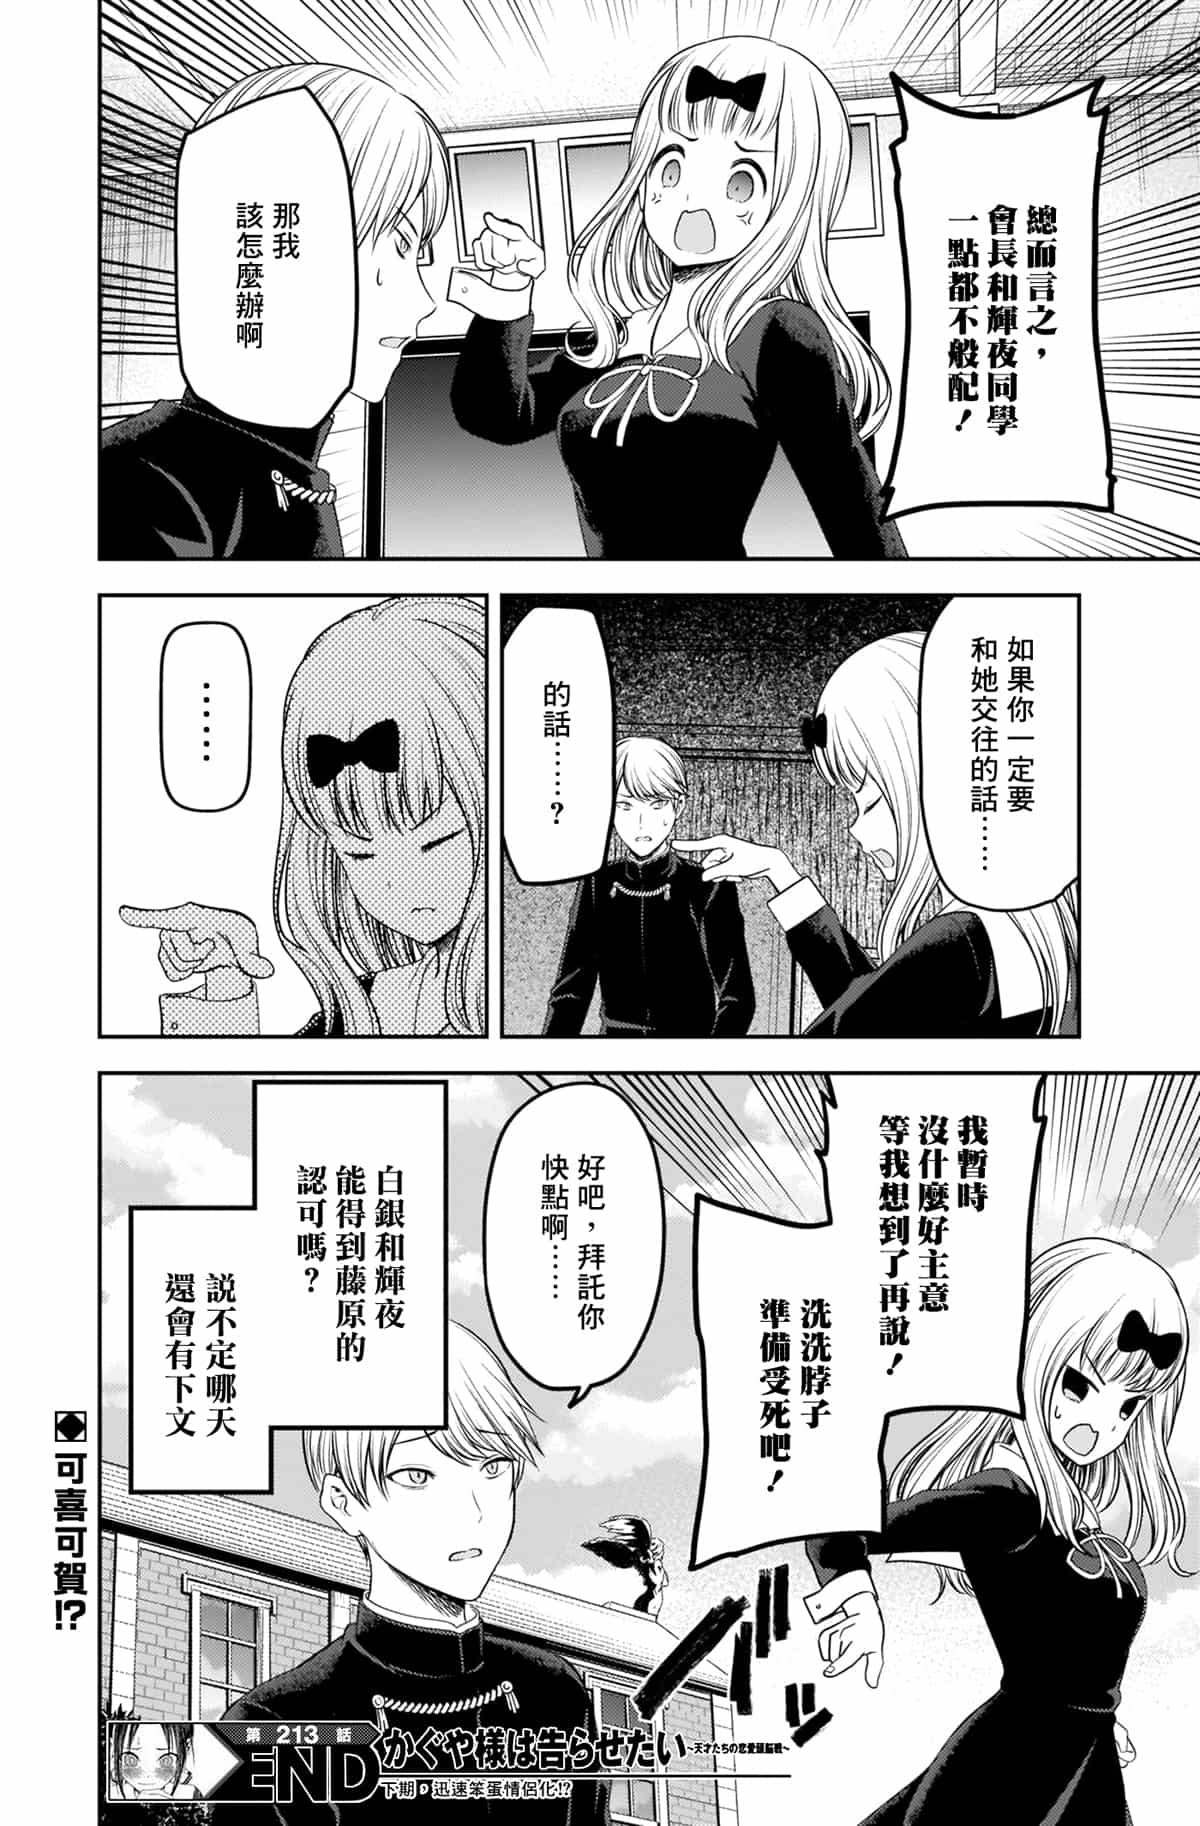 總而言之，
會長和輝夜同學
一點都不般配！
那我
該怎麼辦啊
如果你一定要
和她交往的話……
的話……？
……
我暫時
沒什麼好主意
等我想到了再說！
洗洗脖子
準備受死吧！
好吧，拜託你
快點啊……
白銀和輝夜
能得到藤原的
認可嗎？
說不定哪天
還會有下文
◆可喜可賀!?
第213話
END
かぐや様は告らせたい
~天才たちの恋愛頭脳戦~
下期，迅速笨蛋情侶化!?